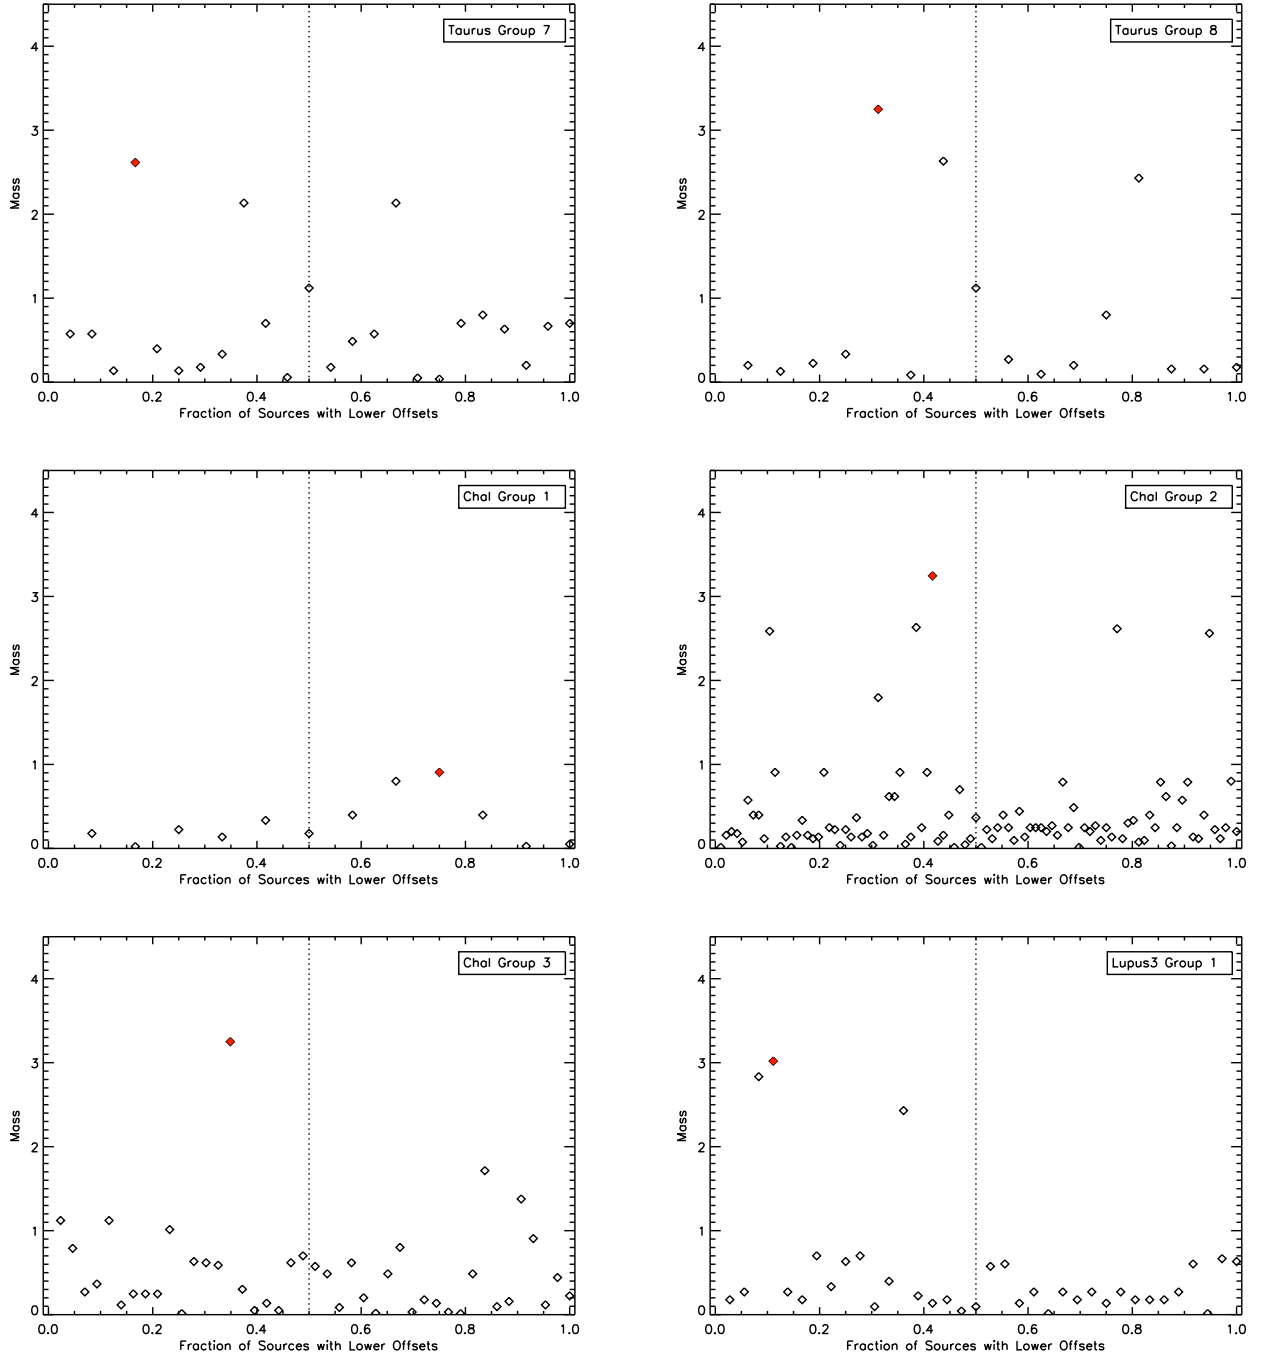 Taurus Group 7
Mass
4
3
2
1
0
0.0 0.2 0.4 0.6 0.8 1.0
Fraction of Sources with Lower Offsets
Taurus Group 8
Mass
4
3
2
1
0
0.0 0.2 0.4 0.6 0.8 1.0
Fraction of Sources with Lower Offsets
ChaI Group 1
Mass
4
3
2
1
0
0.0 0.2 0.4 0.6 0.8 1.0
Fraction of Sources with Lower Offsets
ChaI Group 2
Mass
4
3
2
1
0
0.0 0.2 0.4 0.6 0.8 1.0
Fraction of Sources with Lower Offsets
ChaI Group 3
Mass
4
3
2
1
0
0.0 0.2 0.4 0.6 0.8 1.0
Fraction of Sources with Lower Offsets
Lupus3 Group 1
Mass
4
3
2
1
0
0.0 0.2 0.4 0.6 0.8 1.0
Fraction of Sources with Lower Offsets